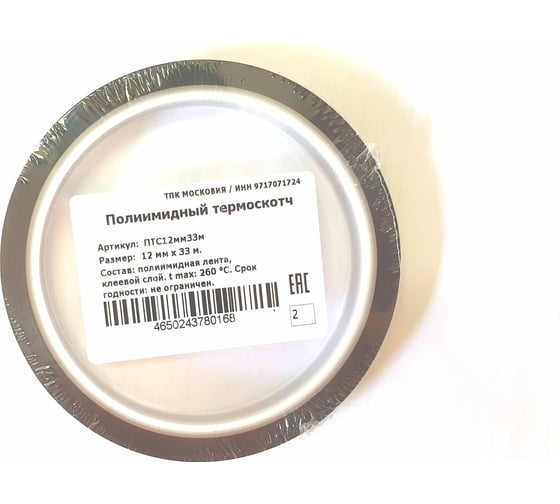 ТПК МОСКОВИЯ / ИНН 9717071724
Полиимидный термоскотч
Артикул: ПТС12мм33м
Размер: 12 мм x 33 м.
Состав: полиимидная лента,
клеевой слой. t max: 260 °C. Срок
годности: не ограничен.
EAC
4650243780168
2